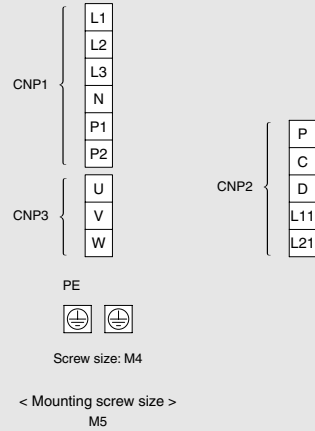 CNP1
L1
L2
L3
N
P1
P2
CNP3
U
V
W
CNP2
P
C
D
L11
L21
PE
Screw size: M4
< Mounting screw size >
M5